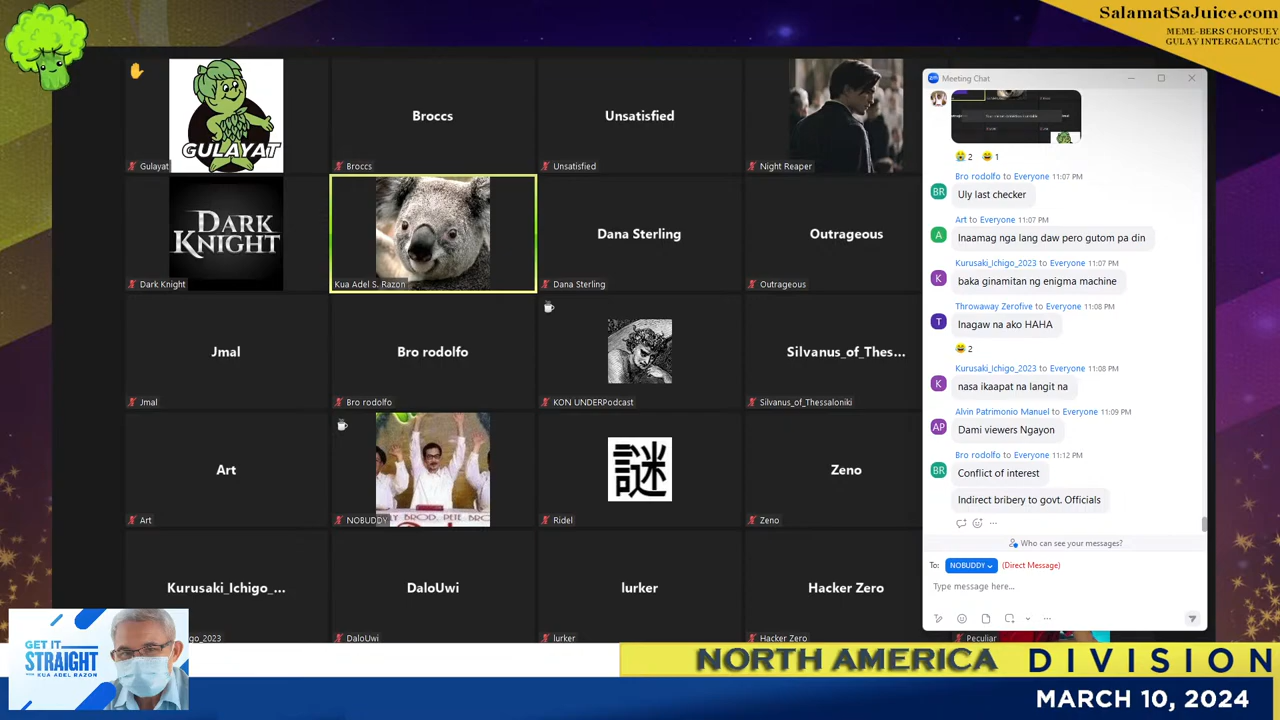 SalamatSaJuice.com
MEME-BERS CHOPSUEY
GULAY INTERGALACTIC
GULAYAT
Gulayat
Broccs
Broccs
Unsatisfied
Unsatisfied
Night Reaper
DARK
KNIGHT
Dark Knight
Kua Adel S. Razon
Dana Sterling
Dana Sterling
Outrageous
Outrageous
Jmal
Jmal
Bro rodolfo
Bro rodolfo
KON UNDERPodcast
Silvanus_of_Thes...
Silvanus_of_Thessaloniki
Art
Art
NOBUDDY
謎
Ridel
Zeno
Zeno
Kurusaki_Ichigo_...
DaloUwi
DaloUwi
lurker
lurker
Hacker Zero
Hacker Zero
Peculiar
Meeting Chat
2
1
Bro rodolfo to Everyone 11:07 PM
BR
Uly last checker
Art to Everyone 11:07 PM
A
Inaamag nga lang daw pero gutom pa din
Kurusaki_Ichigo_2023 to Everyone 11:07 PM
K
baka ginamitan ng enigma machine
Throwaway Zerofive to Everyone 11:08 PM
T
Inagaw na ako HAHA
2
Kurusaki_Ichigo_2023 to Everyone 11:08 PM
K
nasa ikaapat na langit na
Alvin Patrimonio Manuel to Everyone 11:09 PM
AP
Dami viewers Ngayon
Bro rodolfo to Everyone 11:12 PM
BR
Conflict of interest
Indirect bribery to govt. Officials
Who can see your messages?
To: NOBUDDY (Direct Message)
Type message here...
GET IT
STRAIGHT
KUA ADEL RAZON
NORTH AMERICA DIVISION
MARCH 10, 2024